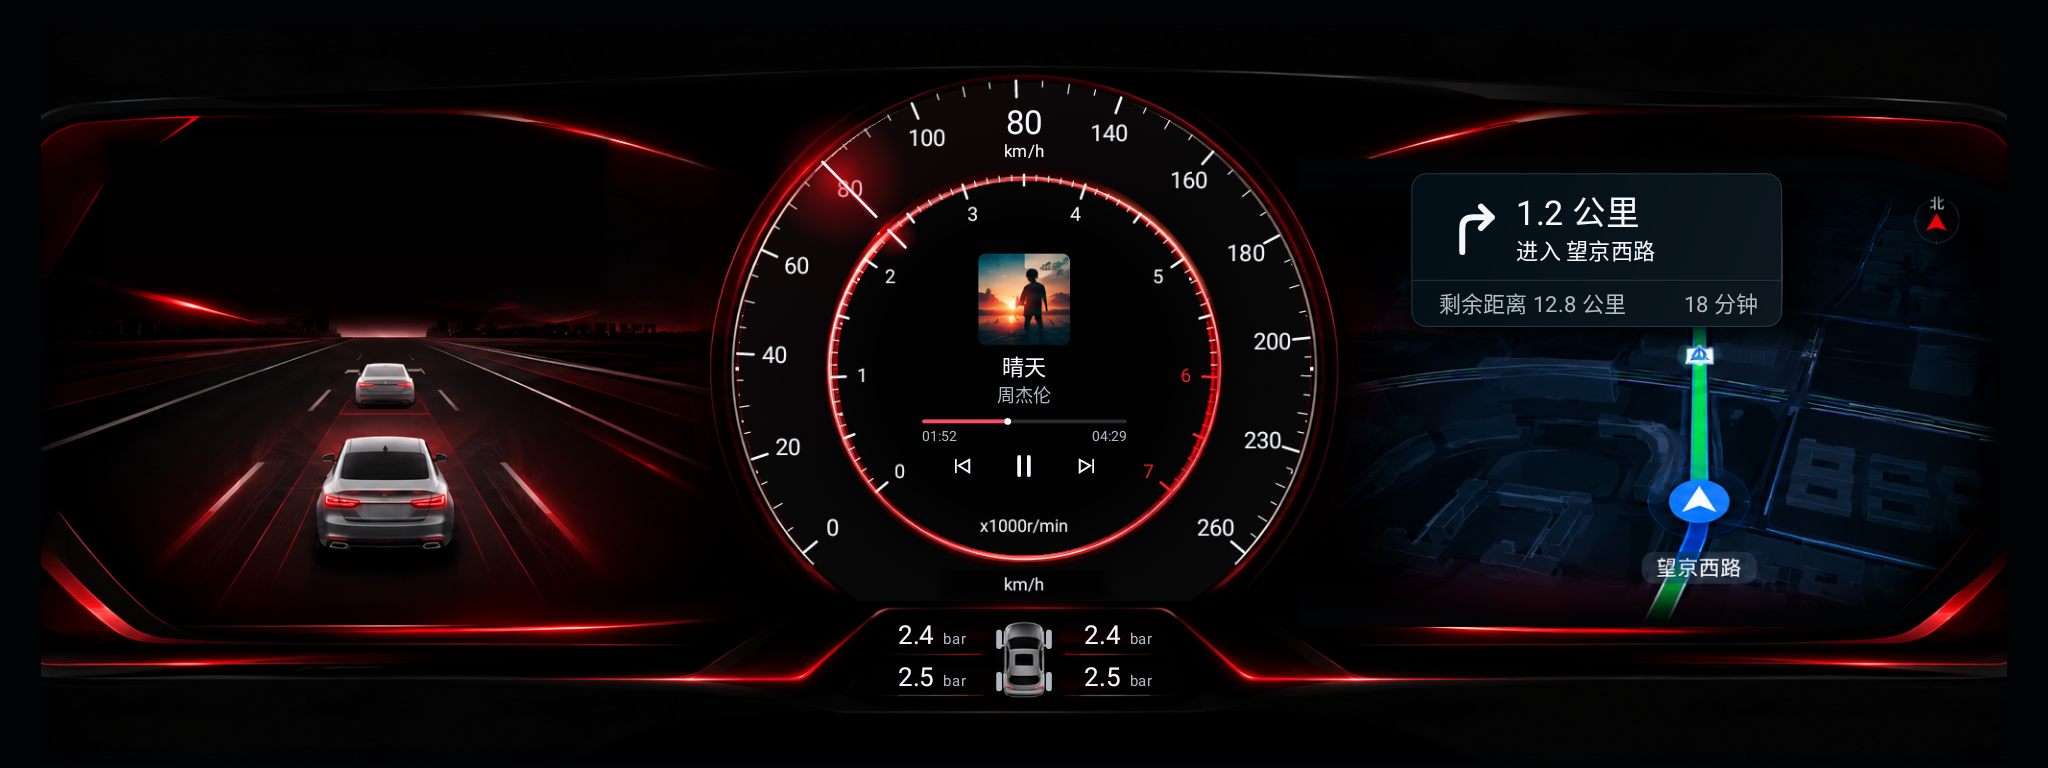 80
km/h
0
20
40
60
80
100
140
160
180
200
230
260
0
1
2
3
4
5
6
7
晴天
周杰伦
01:52
04:29
x1000r/min
km/h
2.4 bar
2.4 bar
2.5 bar
2.5 bar
1.2 公里
进入 望京西路
剩余距离 12.8 公里
18 分钟
北
望京西路